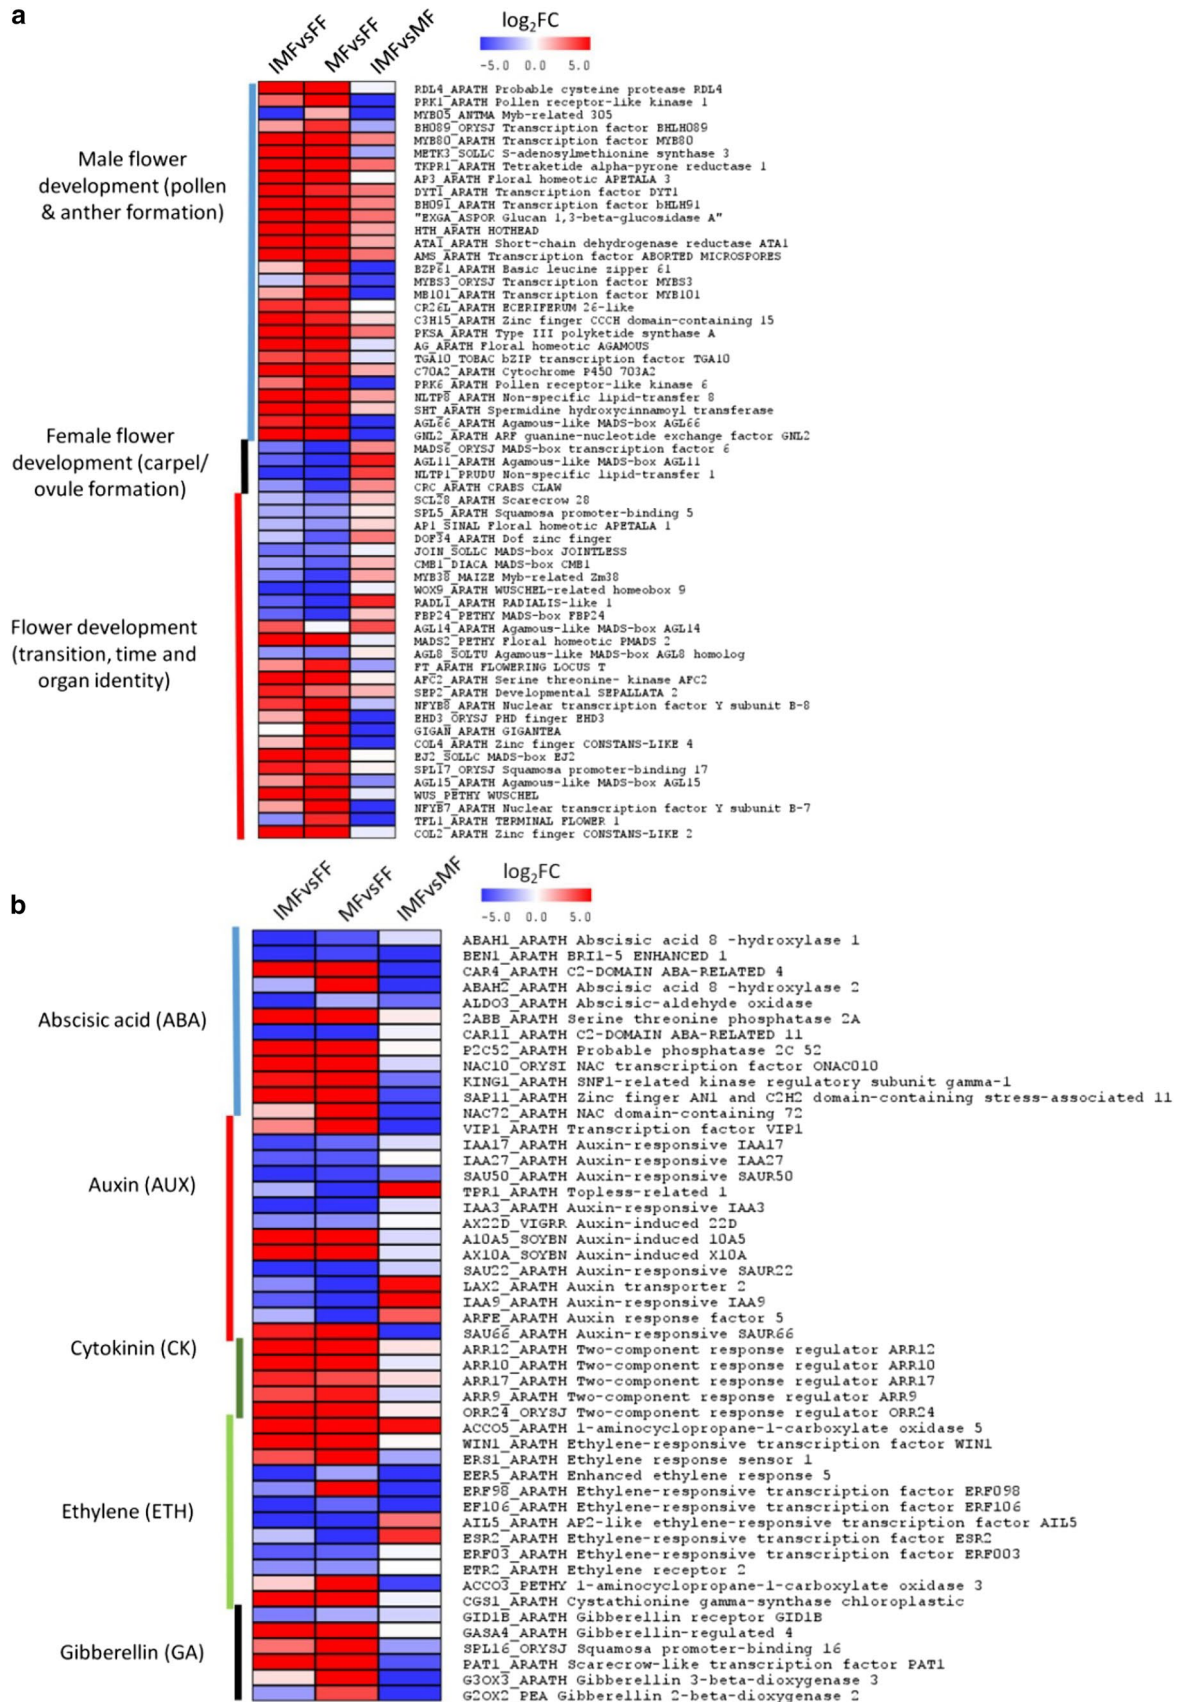 a
IMFvsFF
MFvsFF
IMFvsMF
log2FC
-5.0 0.0 5.0
Male flower
development (pollen
& anther formation)
Female flower
development (carpel/
ovule formation)
Flower development
(transition, time and
organ identity)
RDL4_ARATH Probable cysteine protease RDL4
PRK1_ARATH Pollen receptor-like kinase 1
MYB05_ANTMA Myb-related 305
BH089_ORYSJ Transcription factor BHLH089
MYB80_ARATH Transcription factor MYB80
METK3_SOLLC S-adenosylmethionine synthase 3
TKPR1_ARATH Tetraketide alpha-pyrone reductase 1
AP3_ARATH Floral homeotic APETALA 3
DYT1_ARATH Transcription factor DYT1
BH091_ARATH Transcription factor bHLH91
"EXGA_ASPOR Glucan 1,3-beta-glucosidase A"
HTH_ARATH HOTHEAD
ATA1_ARATH Short-chain dehydrogenase reductase ATA1
AMS_ARATH Transcription factor ABORTED MICROSPORES
BZP61_ARATH Basic leucine zipper 61
MYBS3_ORYSJ Transcription factor MYBS3
MB101_ARATH Transcription factor MYB101
CR26L_ARATH ECERIFERUM 26-like
C3H15_ARATH Zinc finger CCCH domain-containing 15
PKSA_ARATH Type III polyketide synthase A
AG_ARATH Floral homeotic AGAMOUS
TGA10_TOBAC bZIP transcription factor TGA10
C70A2_ARATH Cytochrome P450 703A2
PRK6_ARATH Pollen receptor-like kinase 6
NLTP8_ARATH Non-specific lipid-transfer 8
SHT_ARATH Spermidine hydroxycinnamoyl transferase
AGL66_ARATH Agamous-like MADS-box AGL66
GNL2_ARATH ARF guanine-nucleotide exchange factor GNL2
MADS6_ORYSJ MADS-box transcription factor 6
AGL11_ARATH Agamous-like MADS-box AGL11
NLTP1_PRUDU Non-specific lipid-transfer 1
CRC_ARATH CRABS CLAW
SCL28_ARATH Scarecrow 28
SPL5_ARATH Squamosa promoter-binding 5
AP1_SINAL Floral homeotic APETALA 1
DOF34_ARATH Dof zinc finger
JOIN_SOLLC MADS-box JOINTLESS
CMB1_DIACA MADS-box CMB1
MYB38_MAIZE Myb-related Zm38
WOX9_ARATH WUSCHEL-related homeobox 9
RADL1_ARATH RADIALIS-like 1
FBP24_PETHY MADS-box FBP24
AGL14_ARATH Agamous-like MADS-box AGL14
MADS2_PETHY Floral homeotic PMADS 2
AGL8_SOLTU Agamous-like MADS-box AGL8 homolog
FT_ARATH FLOWERING LOCUS T
AFC2_ARATH Serine threonine- kinase AFC2
SEP2_ARATH Developmental SEPALLATA 2
NFYB8_ARATH Nuclear transcription factor Y subunit B-8
EHD3_ORYSJ PHD finger EHD3
GIGAN_ARATH GIGANTEA
COL4_ARATH Zinc finger CONSTANS-LIKE 4
EJ2_SOLLC MADS-box EJ2
SPL17_ORYSJ Squamosa promoter-binding 17
AGL15_ARATH Agamous-like MADS-box AGL15
WUS_PETHY WUSCHEL
NFYB7_ARATH Nuclear transcription factor Y subunit B-7
TFL1_ARATH TERMINAL FLOWER 1
COL2_ARATH Zinc finger CONSTANS-LIKE 2
b
IMFvsFF
MFvsFF
IMFvsMF
log2FC
-5.0 0.0 5.0
Abscisic acid (ABA)
Auxin (AUX)
Cytokinin (CK)
Ethylene (ETH)
Gibberellin (GA)
ABAH1_ARATH Abscisic acid 8 -hydroxylase 1
BEN1_ARATH BRI1-5 ENHANCED 1
CAR4_ARATH C2-DOMAIN ABA-RELATED 4
ABAH2_ARATH Abscisic acid 8 -hydroxylase 2
ALDO3_ARATH Abscisic-aldehyde oxidase
2ABB_ARATH Serine threonine phosphatase 2A
CAR11_ARATH C2-DOMAIN ABA-RELATED 11
P2C52_ARATH Probable phosphatase 2C 52
NAC10_ORYSI NAC transcription factor ONAC010
KING1_ARATH SNF1-related kinase regulatory subunit gamma-1
SAP11_ARATH Zinc finger AN1 and C2H2 domain-containing stress-associated 11
NAC72_ARATH NAC domain-containing 72
VIP1_ARATH Transcription factor VIP1
IAA17_ARATH Auxin-responsive IAA17
IAA27_ARATH Auxin-responsive IAA27
SAU50_ARATH Auxin-responsive SAUR50
TPR1_ARATH Topless-related 1
IAA3_ARATH Auxin-responsive IAA3
AX22D_VIGRR Auxin-induced 22D
A10A5_SOYBN Auxin-induced 10A5
AX10A_SOYBN Auxin-induced X10A
SAU22_ARATH Auxin-responsive SAUR22
LAX2_ARATH Auxin transporter 2
IAA9_ARATH Auxin-responsive IAA9
ARFE_ARATH Auxin response factor 5
SAU66_ARATH Auxin-responsive SAUR66
ARR12_ARATH Two-component response regulator ARR12
ARR10_ARATH Two-component response regulator ARR10
ARR17_ARATH Two-component response regulator ARR17
ARR9_ARATH Two-component response regulator ARR9
ORR24_ORYSJ Two-component response regulator ORR24
ACCO5_ARATH 1-aminocyclopropane-1-carboxylate oxidase 5
WIN1_ARATH Ethylene-responsive transcription factor WIN1
ERS1_ARATH Ethylene response sensor 1
EER5_ARATH Enhanced ethylene response 5
ERF98_ARATH Ethylene-responsive transcription factor ERF098
EF106_ARATH Ethylene-responsive transcription factor ERF106
AIL5_ARATH AP2-like ethylene-responsive transcription factor AIL5
ESR2_ARATH Ethylene-responsive transcription factor ESR2
ERF03_ARATH Ethylene-responsive transcription factor ERF003
ETR2_ARATH Ethylene receptor 2
ACCO3_PETHY 1-aminocyclopropane-1-carboxylate oxidase 3
CGS1_ARATH Cystathionine gamma-synthase chloroplastic
GID1B_ARATH Gibberellin receptor GID1B
GASA4_ARATH Gibberellin-regulated 4
SPL16_ORYSJ Squamosa promoter-binding 16
PAT1_ARATH Scarecrow-like transcription factor PAT1
G3OX3_ARATH Gibberellin 3-beta-dioxygenase 3
G2OX2_PEA Gibberellin 2-beta-dioxygenase 2